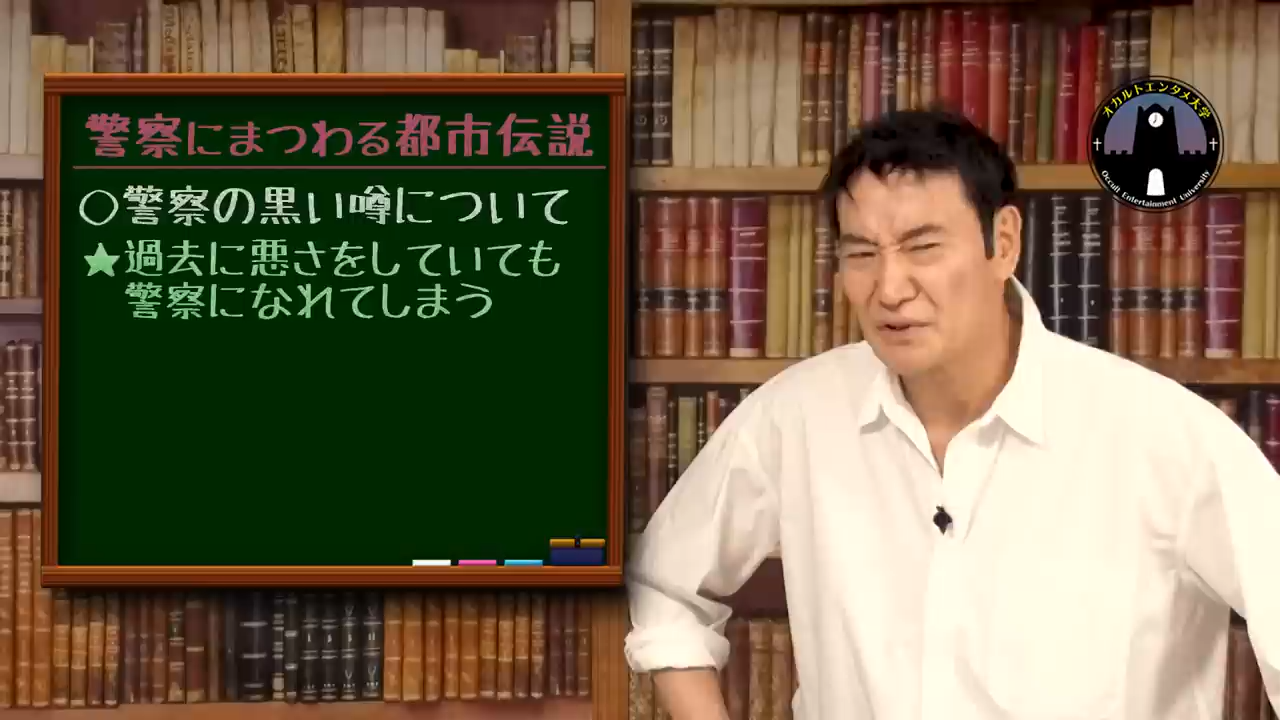 警察にまつわる都市伝説
○警察の黒い噂について
★過去に悪さをしていても
警察になれてしまう
オカルトエンタメ大学
Occult Entertainment University